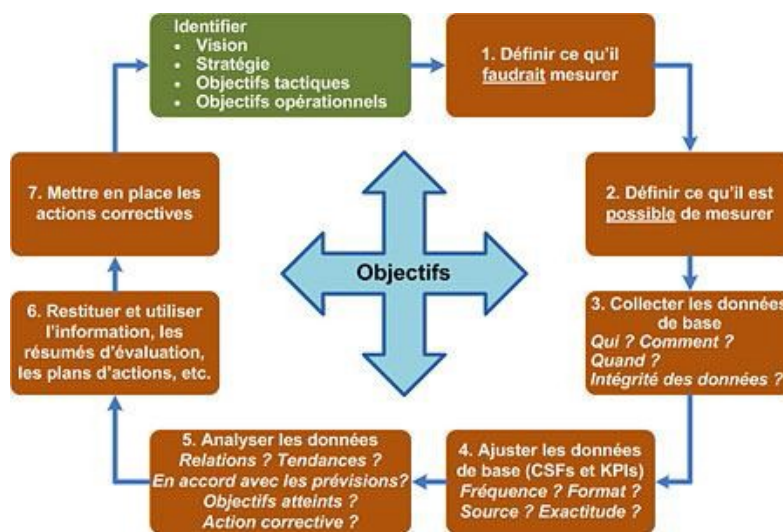 Identifier
• Vision
• Stratégie
• Objectifs tactiques
• Objectifs opérationnels
1. Définir ce qu'il
faudrait mesurer
2. Définir ce qu'il est
possible de mesurer
3. Collecter les données
de base
Qui ? Comment ?
Quand ?
Intégrité des données ?
4. Ajuster les données
de base (CSFs et KPIs)
Fréquence ? Format ?
Source ? Exactitude ?
5. Analyser les données
Relations ? Tendances ?
En accord avec les prévisions?
Objectifs atteints ?
Action corrective ?
6. Restituer et utiliser
l'information, les
résumés d'évaluation,
les plans d'actions, etc.
7. Mettre en place les
actions correctives
Objectifs